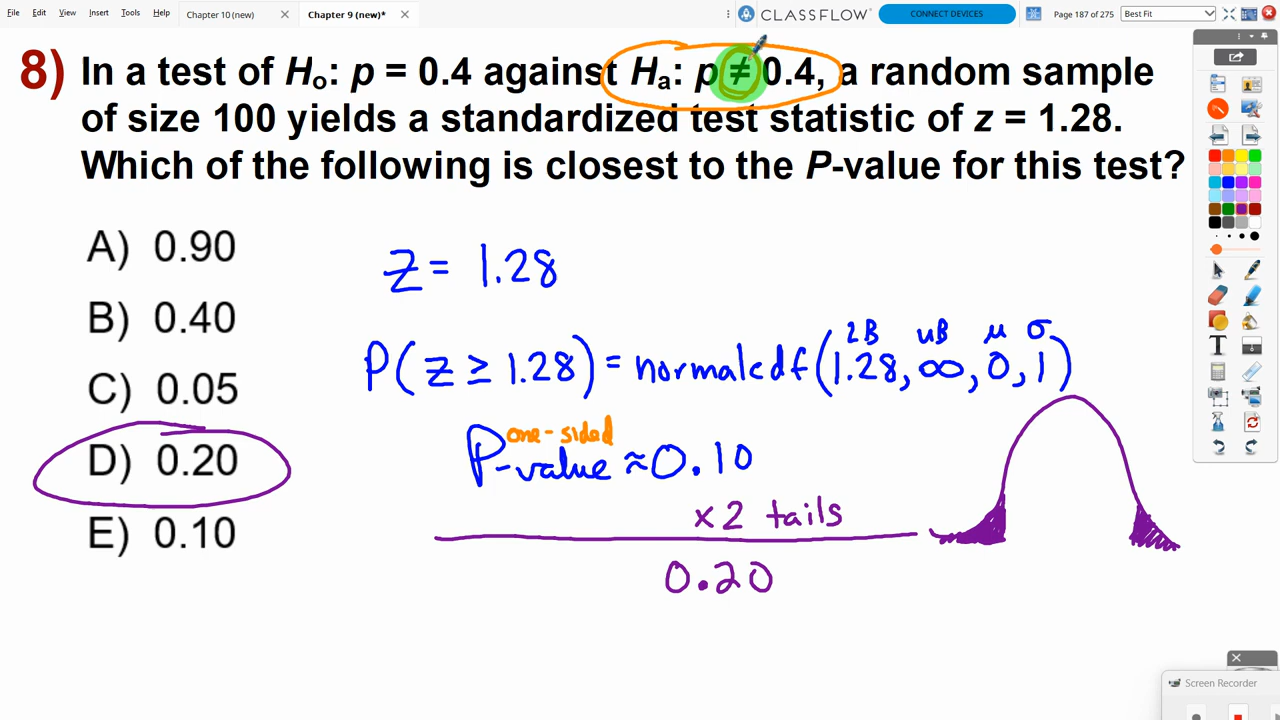 File Edit View Insert Tools Help Chapter10 (new) Chapter 9 (new)* CLASSFLOW CONNECT DEVICES Page 187 of 275 Best Fit
8) In a test of Ho: p = 0.4 against Ha: p ≠ 0.4, a random sample
of size 100 yields a standardized test statistic of z = 1.28.
Which of the following is closest to the P-value for this test?
A) 0.90
B) 0.40
C) 0.05
D) 0.20
E) 0.10
Z = 1.28
LB UB μ σ
P(Z ≥ 1.28) = normalcdf(1.28, ∞, 0, 1)
one-sided
P-value ≈ 0.10
x2 tails
0.20
Screen Recorder